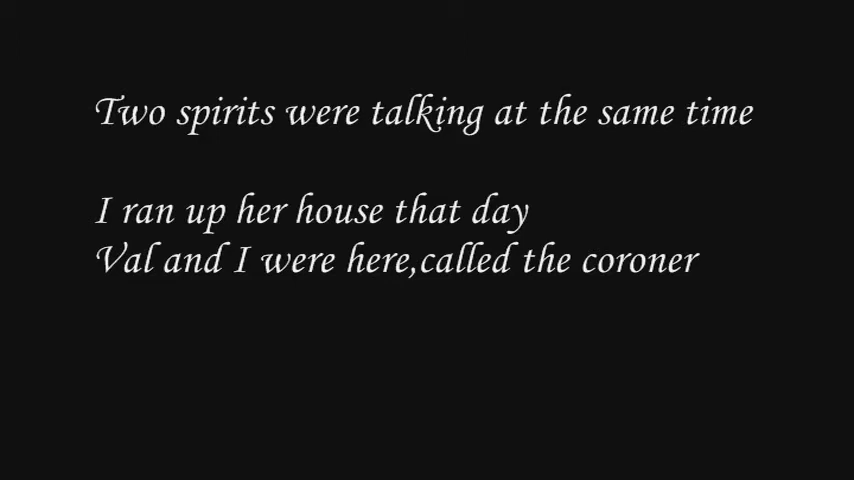 Two spirits were talking at the same time
I ran up her house that day
Val and I were here,called the coroner